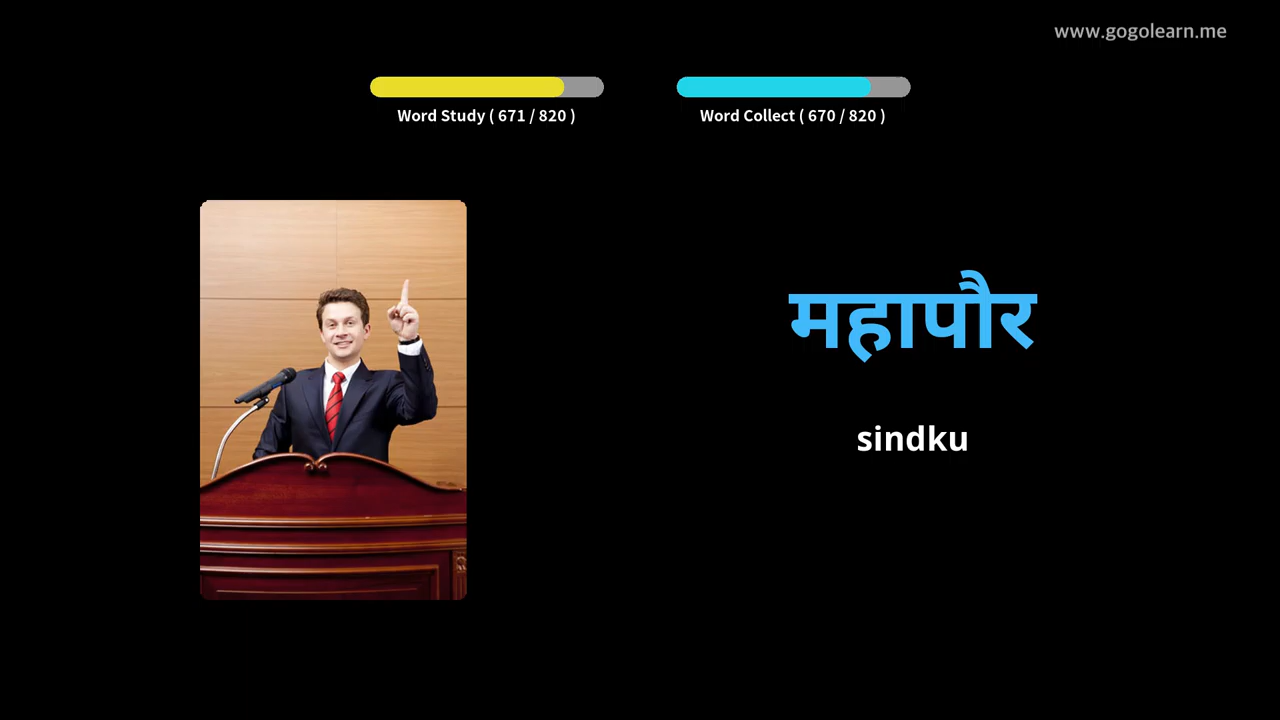 www.gogolearn.me
Word Study ( 671 / 820 )
Word Collect ( 670 / 820 )
महापौर
sindku